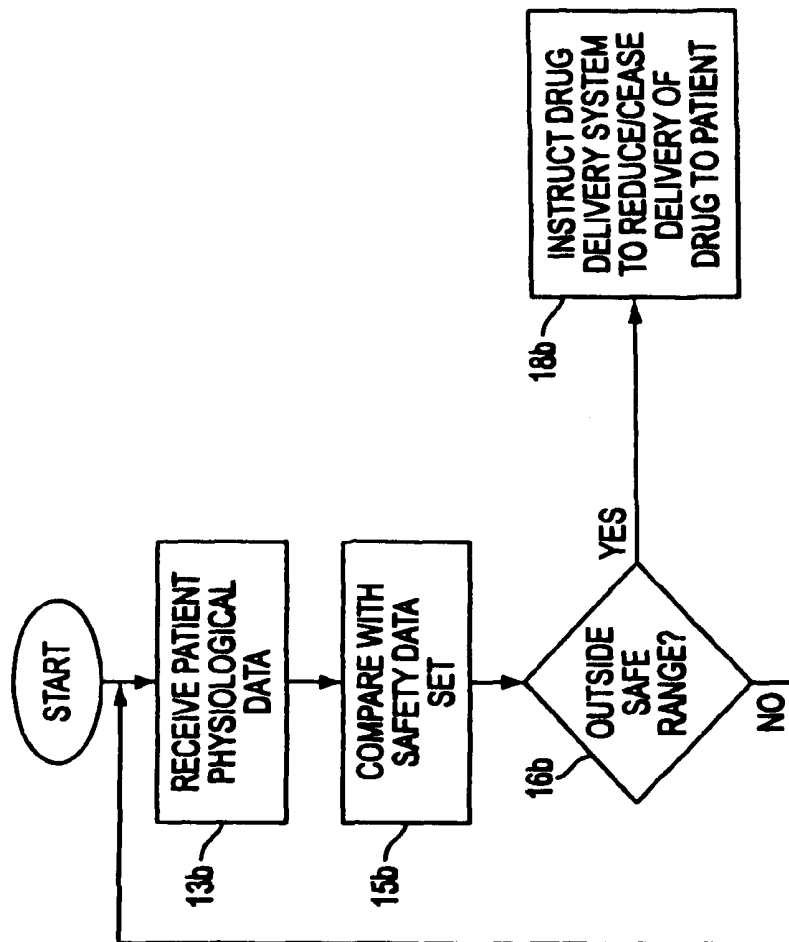 START
RECEIVE PATIENT
PHYSIOLOGICAL
DATA
13b
COMPARE WITH
SAFETY DATA
SET
15b
OUTSIDE
SAFE
RANGE?
16b
YES
NO
INSTRUCT DRUG
DELIVERY SYSTEM
TO REDUCE/CEASE
DELIVERY OF
DRUG TO PATIENT
18b